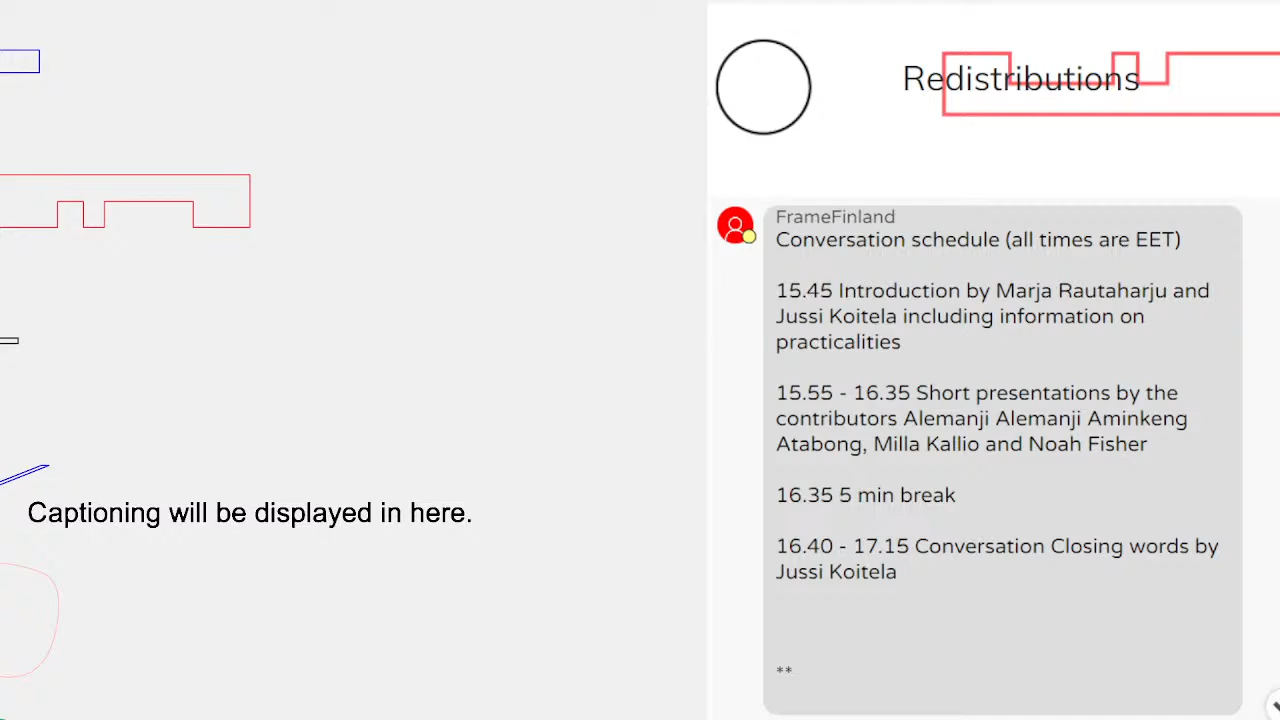 Redistributions
FrameFinland
Conversation schedule (all times are EET)
15.45 Introduction by Marja Rautaharju and
Jussi Koitela including information on
practicalities
15.55 - 16.35 Short presentations by the
contributors Alemanji Alemanji Aminkeng
Atabong, Milla Kallio and Noah Fisher
16.35 5 min break
16.40 - 17.15 Conversation Closing words by
Jussi Koitela
**
Captioning will be displayed in here.